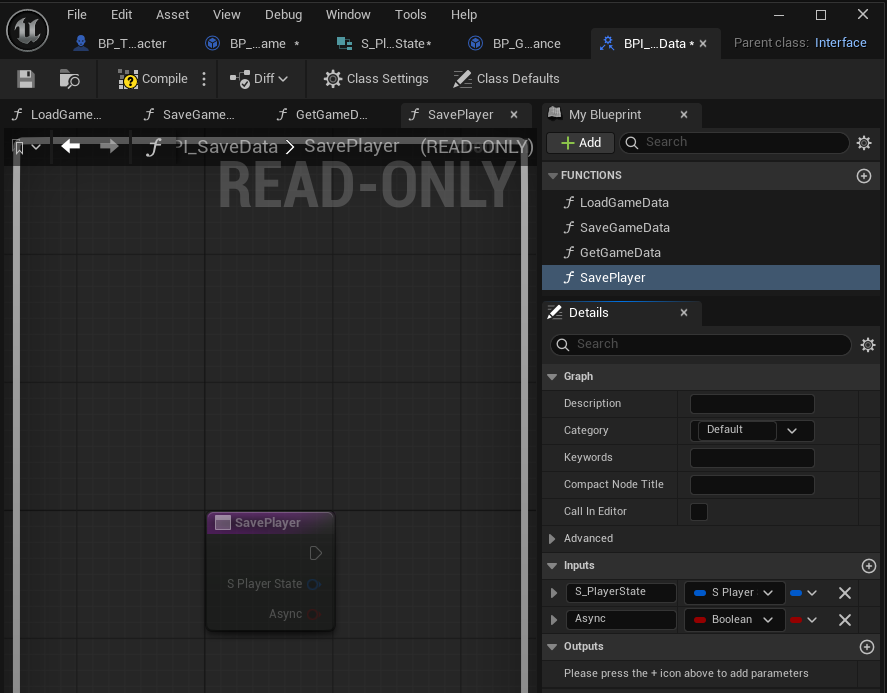 File Edit Asset View Debug Window Tools Help
BP_T...acter BP_...ame * S_Pl...State* BP_G...ance BPI_...Data * Parent class: Interface
Compile Diff Class Settings Class Defaults
LoadGame... SaveGame... GetGameD... SavePlayer
PI_SaveData > SavePlayer (READ-ONLY)
READ-ONLY
SavePlayer
S Player State
Async
My Blueprint
+ Add Search
FUNCTIONS
LoadGameData
SaveGameData
GetGameData
SavePlayer
Details
Search
Graph
Description
Category Default
Keywords
Compact Node Title
Call In Editor
Advanced
Inputs
S_PlayerState S Player
Async Boolean
Outputs
Please press the + icon above to add parameters